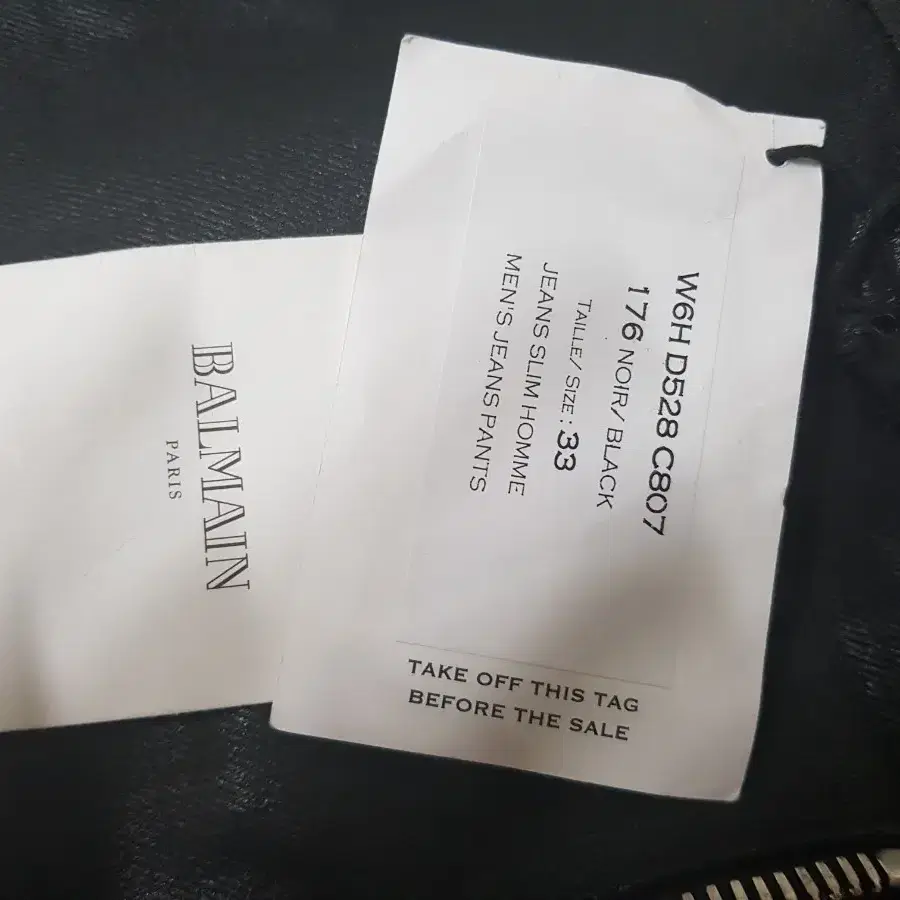 BALMAIN
PARIS
W6H D528 C807
176 NOIR/ BLACK
TAILLE/ SIZE : 33
JEANS SLIM HOMME
MEN'S JEANS PANTS
TAKE OFF THIS TAG
BEFORE THE SALE